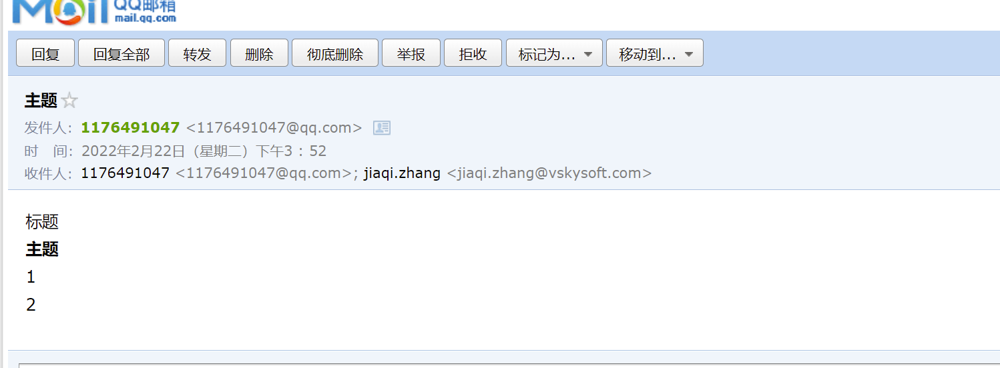 Mail QQ邮箱
mail.qq.com
回复 回复全部 转发 删除 彻底删除 举报 拒收 标记为... 移动到...
主题
发件人：1176491047 <1176491047@qq.com>
时 间：2022年2月22日（星期二）下午3：52
收件人：1176491047 <1176491047@qq.com>; jiaqi.zhang <jiaqi.zhang@vskysoft.com>
标题
主题
1
2